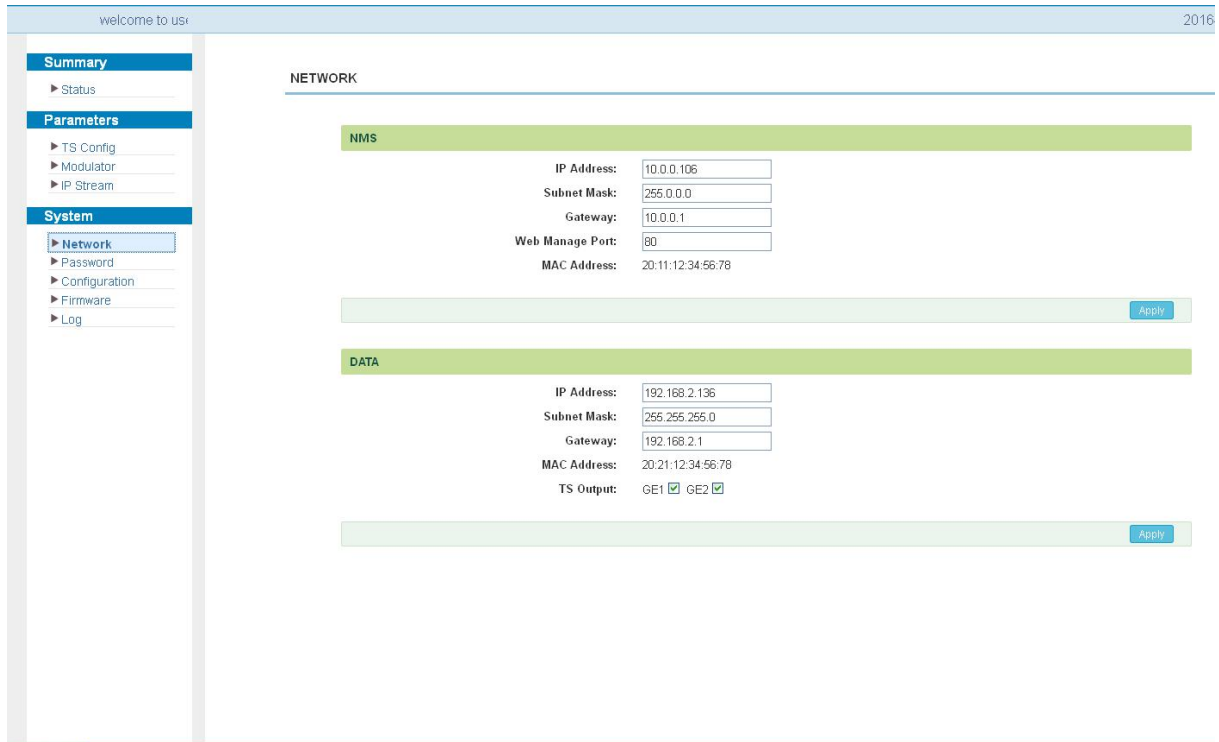 welcome to use
2016
Summary
Status
Parameters
TS Config
Modulator
IP Stream
System
Network
Password
Configuration
Firmware
Log
NETWORK
NMS
IP Address: 10.0.0.106
Subnet Mask: 255.0.0.0
Gateway: 10.0.0.1
Web Manage Port: 80
MAC Address: 20:11:12:34:56:78
Apply
DATA
IP Address: 192.168.2.136
Subnet Mask: 255.255.255.0
Gateway: 192.168.2.1
MAC Address: 20:21:12:34:56:78
TS Output: GE1 GE2
Apply